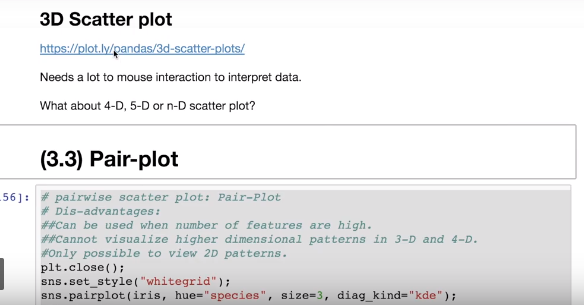 3D Scatter plot
https://plot.ly/pandas/3d-scatter-plots/
Needs a lot to mouse interaction to interpret data.
What about 4-D, 5-D or n-D scatter plot?
(3.3) Pair-plot
56]: # pairwise scatter plot: Pair-Plot
# Dis-advantages:
##Can be used when number of features are high.
##Cannot visualize higher dimensional patterns in 3-D and 4-D.
#Only possible to view 2D patterns.
plt.close();
sns.set_style("whitegrid");
sns.pairplot(iris, hue="species", size=3, diag_kind="kde");